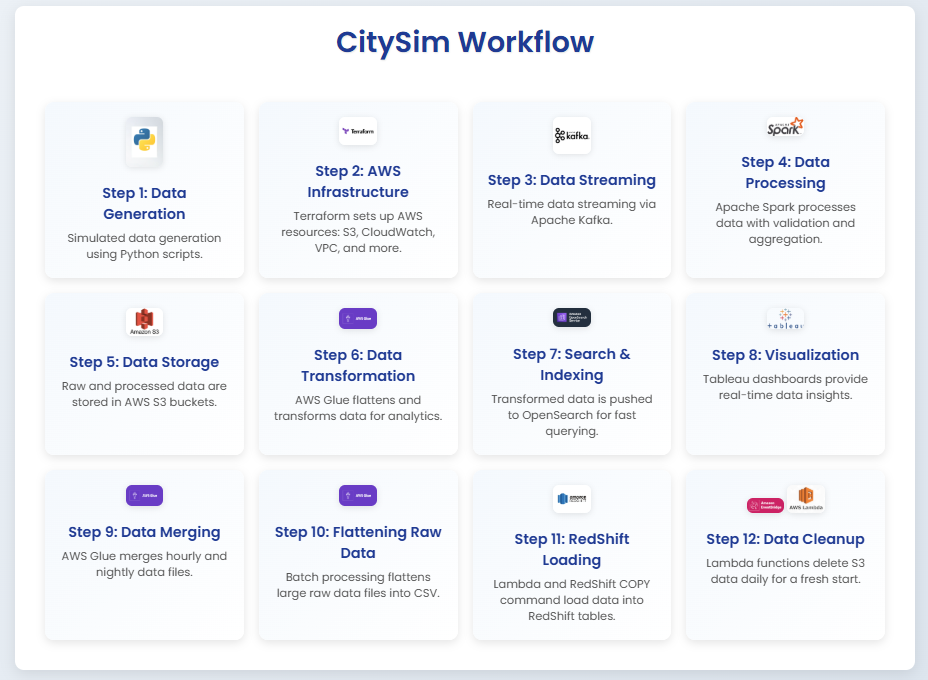 CitySim Workflow
Terraform
kafka
APACHE
Spark
Step 1: Data
Generation
Simulated data generation
using Python scripts.
Step 2: AWS
Infrastructure
Terraform sets up AWS
resources: S3, CloudWatch,
VPC, and more.
Step 3: Data Streaming
Real-time data streaming via
Apache Kafka.
Step 4: Data
Processing
Apache Spark processes
data with validation and
aggregation.
Amazon S3
AWS Glue
Amazon
OpenSearch
Service
Step 5: Data Storage
Raw and processed data are
stored in AWS S3 buckets.
Step 6: Data
Transformation
AWS Glue flattens and
transforms data for analytics.
Step 7: Search &
Indexing
Transformed data is pushed
to OpenSearch for fast
querying.
Step 8: Visualization
Tableau dashboards provide
real-time data insights.
AWS Glue
AWS Glue
Amazon
EventBridge
AWS Lambda
Step 9: Data Merging
AWS Glue merges hourly and
nightly data files.
Step 10: Flattening Raw
Data
Batch processing flattens
large raw data files into CSV.
Step 11: RedShift
Loading
Lambda and RedShift COPY
command load data into
RedShift tables.
Step 12: Data Cleanup
Lambda functions delete S3
data daily for a fresh start.